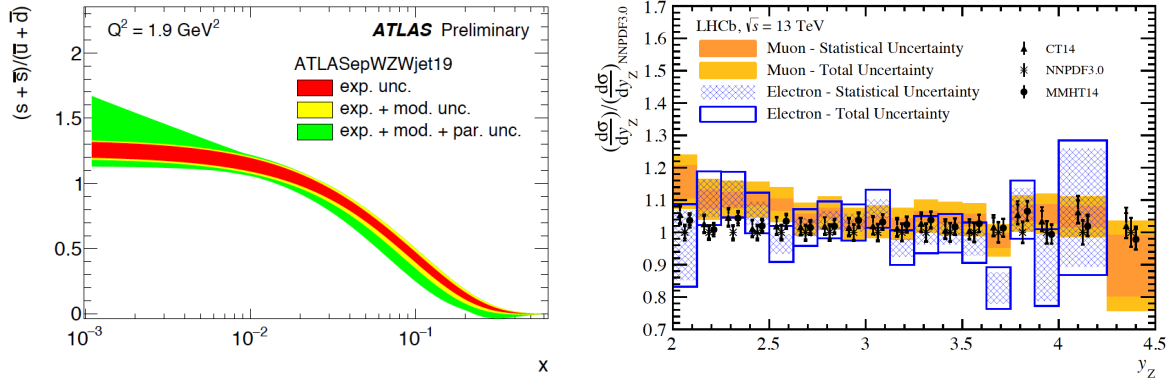 (s + s̅)/(u̅ + d̅)
Q² = 1.9 GeV²
ATLAS Preliminary
ATLASepWZWjet19
exp. unc.
exp. + mod. unc.
exp. + mod. + par. unc.
1.5
1
0.5
0
2
10⁻³
10⁻²
10⁻¹
x
(dσ/dy_Z)/(dσ/dy_Z)_NNPDF3.0
LHCb, √s = 13 TeV
Muon - Statistical Uncertainty
Muon - Total Uncertainty
Electron - Statistical Uncertainty
Electron - Total Uncertainty
CT14
NNPDF3.0
MMHT14
1.7
1.6
1.5
1.4
1.3
1.2
1.1
1.0
0.9
0.8
0.7
2
2.5
3
3.5
4
4.5
y_Z